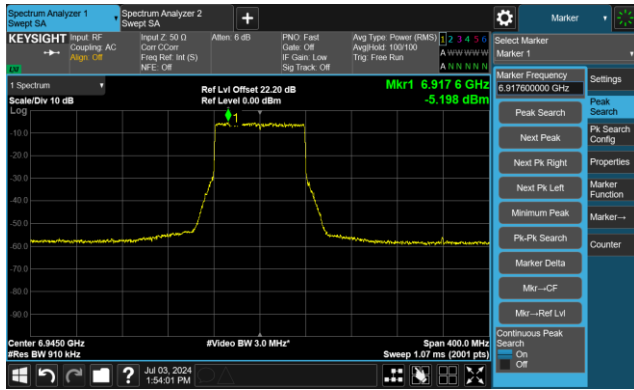 Spectrum Analyzer 1
Swept SA
Spectrum Analyzer 2
Swept SA
+
Marker
KEYSIGHT
Input: RF
Coupling: AC
Align: Off
Input Z: 50 Ω
Corr CCorr
Freq Ref: Int (S)
NFE: Off
Atten: 6 dB
PNO: Fast
Gate: Off
IF Gain: Low
Sig Track: Off
Avg Type: Power (RMS)
Avg|Hold: 100/100
Trig: Free Run
1 2 3 4 5 6
A W W W W W
A N N N N N
Select Marker
Marker 1
1 Spectrum
Scale/Div 10 dB
Log
Ref Lvl Offset 22.20 dB
Ref Level 0.00 dBm
Mkr1 6.917 6 GHz
-5.198 dBm
1
-10.0
-20.0
-30.0
-40.0
-50.0
-60.0
-70.0
-80.0
-90.0
Center 6.9450 GHz
#Res BW 910 kHz
#Video BW 3.0 MHz*
Span 400.0 MHz
Sweep 1.07 ms (2001 pts)
Marker Frequency
6.917600000 GHz
Peak Search
Next Peak
Next Pk Right
Next Pk Left
Minimum Peak
Pk-Pk Search
Marker Delta
Mkr→CF
Mkr→Ref Lvl
Continuous Peak
Search
On
Off
Settings
Peak
Search
Pk Search
Config
Properties
Marker
Function
Marker→
Counter
?
Jul 03, 2024
1:54:01 PM